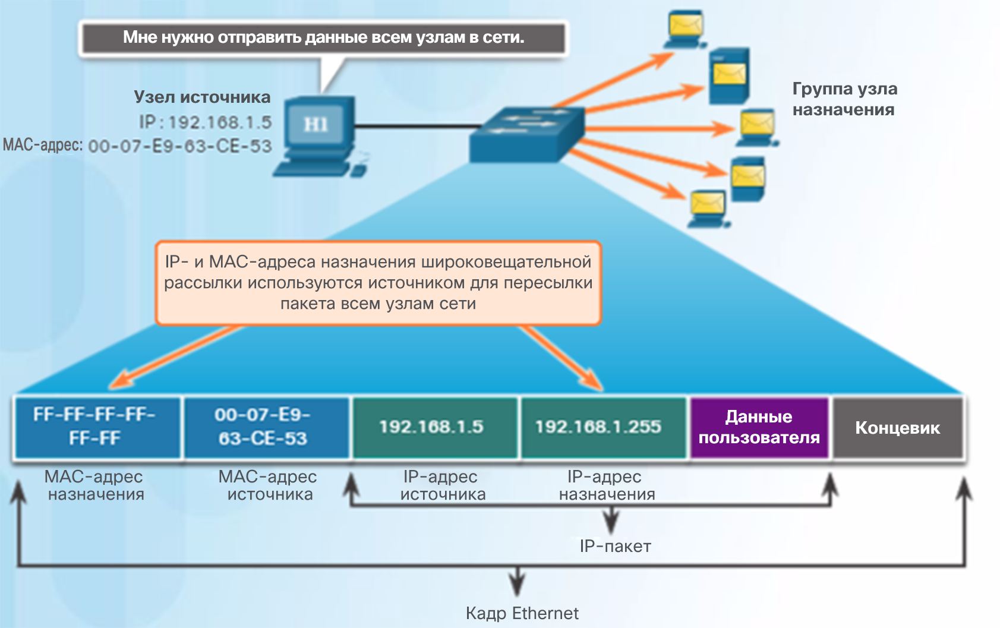 Мне нужно отправить данные всем узлам в сети.
Узел источника
IP : 192.168.1.5
MAC-адрес: 00-07-E9-63-CE-53
H1
Группа узла
назначения
IP- и MAC-адреса назначения широковещательной
рассылки используются источником для пересылки
пакета всем узлам сети
FF-FF-FF-FF-
FF-FF
00-07-E9-
63-CE-53
192.168.1.5
192.168.1.255
Данные
пользователя
Концевик
MAC-адрес
назначения
MAC-адрес
источника
IP-адрес
источника
IP-адрес
назначения
IP-пакет
Кадр Ethernet